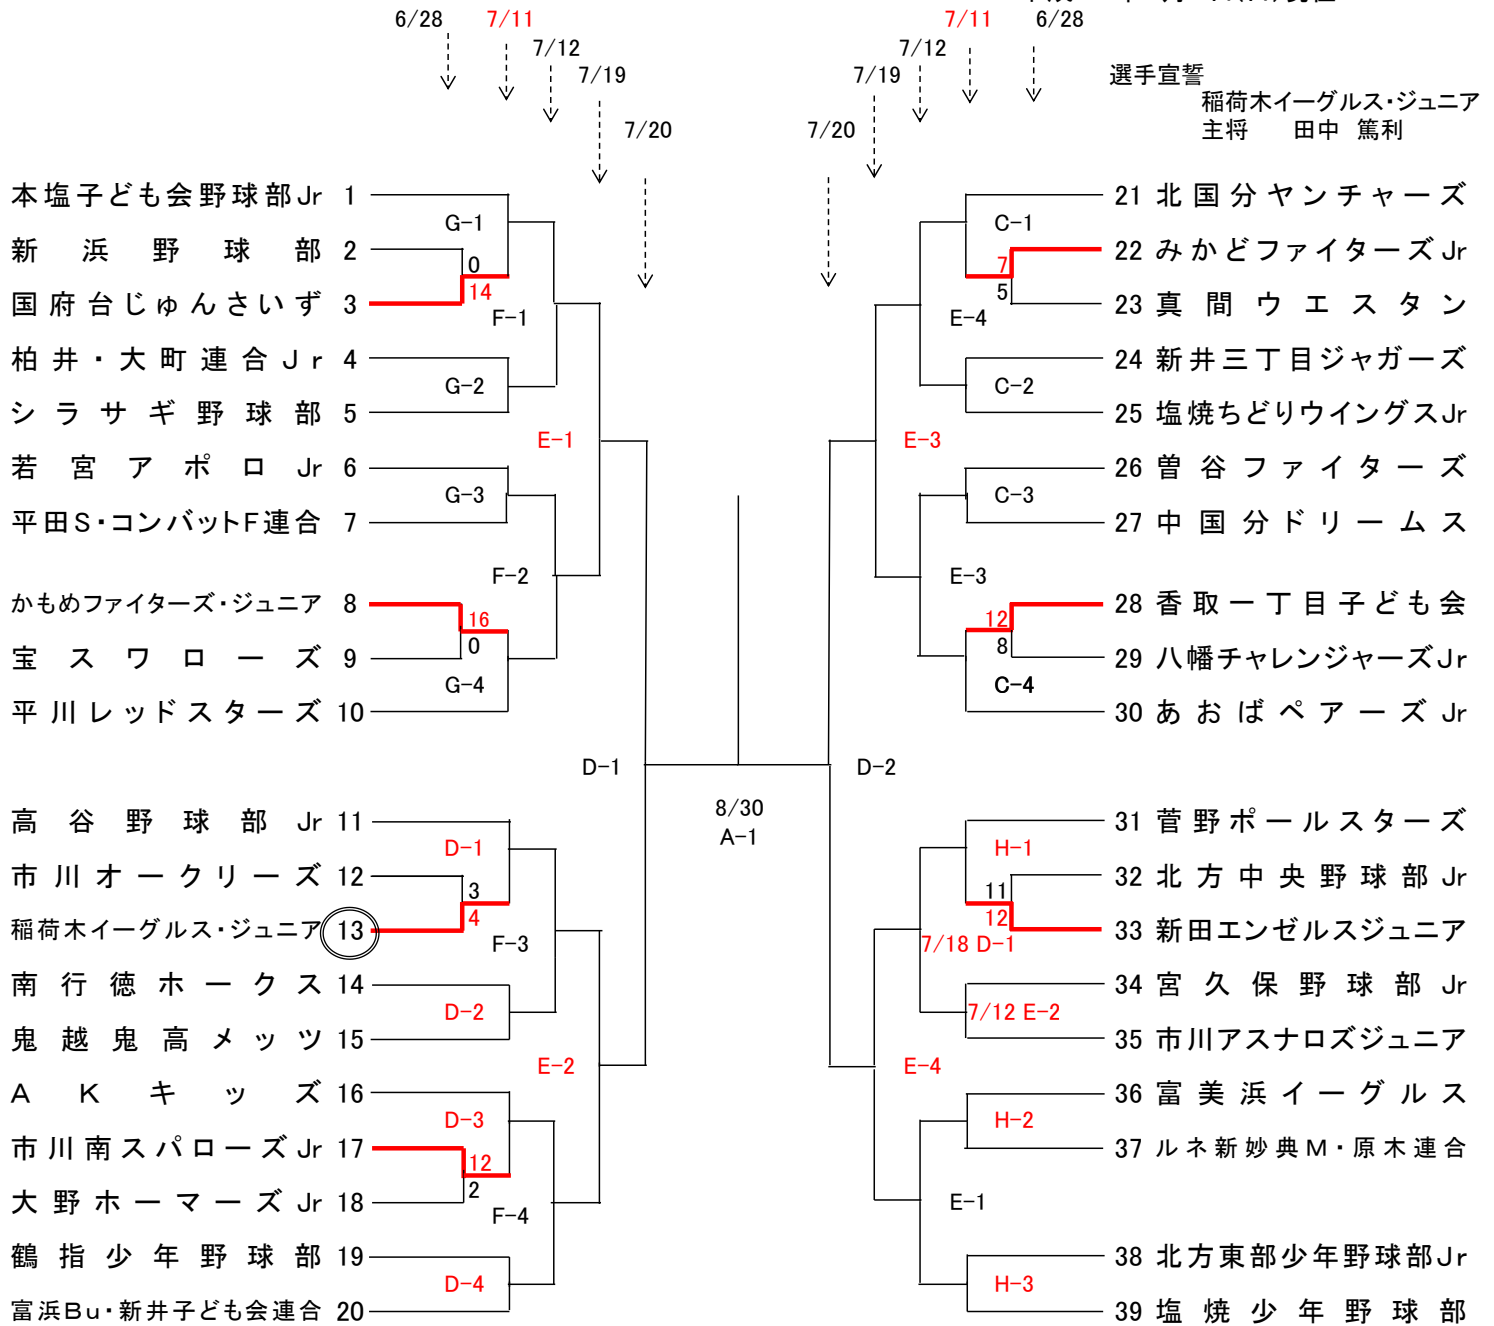 6/28
7/11
7/12
7/19
7/20
7/11
6/28
7/12
7/19
7/20
選手宣誓
稲荷木イーグルス・ジュニア
主将 田中 篤利
本塩子ども会野球部Jr 1
新浜野球部 2
国府台じゅんさいず 3
柏井・大町連合Jr 4
シラサギ野球部 5
若宮アポロJr 6
平田S・コンバットF連合 7
かもめファイターズ・ジュニア 8
宝スワローズ 9
平川レッドスターズ 10
高谷野球部Jr 11
市川オークリーズ 12
稲荷木イーグルス・ジュニア 13
南行徳ホークス 14
鬼越鬼高メッツ 15
AKキッズ 16
市川南スパローズJr 17
大野ホーマーズJr 18
鶴指少年野球部 19
富浜Bu・新井子ども会連合 20
G-1
0
14
F-1
G-2
E-1
G-3
F-2
16
0
G-4
D-1
D-1
3
4
F-3
D-2
E-2
D-3
12
2
F-4
D-4
8/30
A-1
21 北国分ヤンチャーズ
22 みかどファイターズJr
23 真間ウエスタン
24 新井三丁目ジャガーズ
25 塩焼ちどりウイングスJr
26 曽谷ファイターズ
27 中国分ドリームス
28 香取一丁目子ども会
29 八幡チャレンジャーズJr
30 あおばペアーズJr
31 菅野ポールスターズ
32 北方中央野球部Jr
33 新田エンゼルスジュニア
34 宮久保野球部Jr
35 市川アスナロズジュニア
36 富美浜イーグルス
37 ルネ新妙典M・原木連合
38 北方東部少年野球部Jr
39 塩焼少年野球部
C-1
7
5
E-4
C-2
E-3
C-3
E-3
12
8
C-4
D-2
H-1
11
12
7/18 D-1
7/12 E-2
E-4
H-2
E-1
H-3